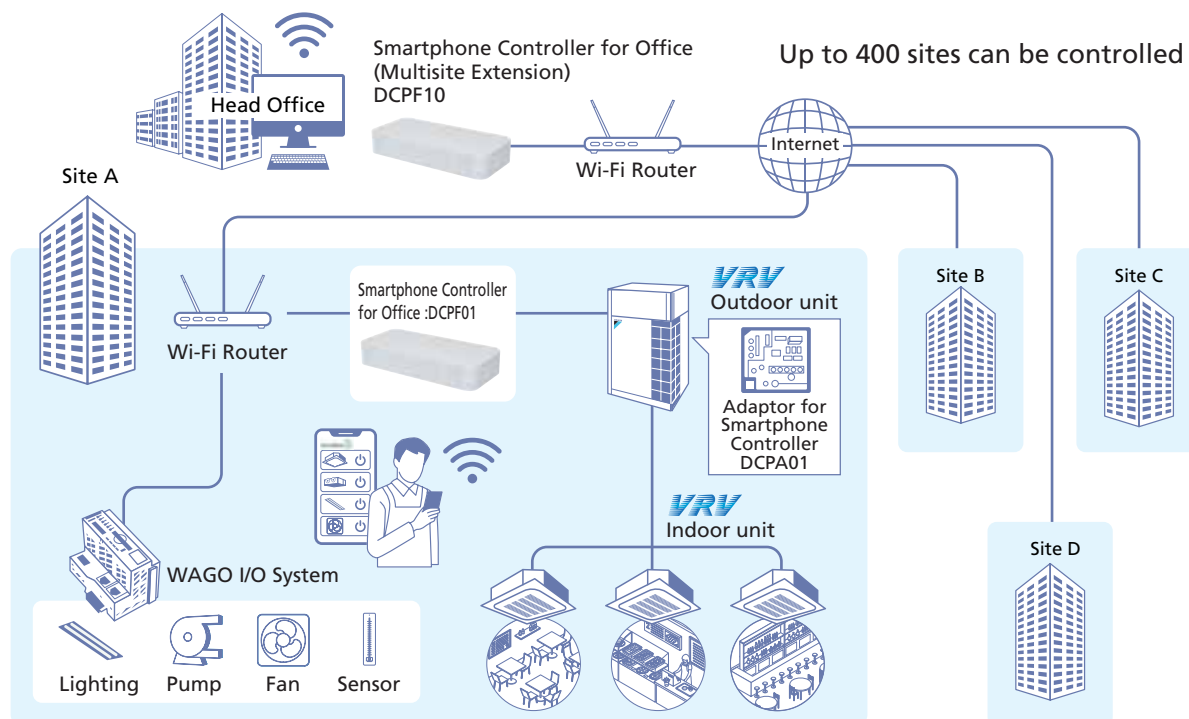 Up to 400 sites can be controlled
Smartphone Controller for Office
(Multisite Extension)
DCPF10
Head Office
Wi-Fi Router
Internet
Site A
Wi-Fi Router
Smartphone Controller
for Office :DCPF01
VRV
Outdoor unit
Adaptor for
Smartphone
Controller
DCPA01
Site B
Site C
VRV
Indoor unit
Site D
WAGO I/O System
Lighting
Pump
Fan
Sensor